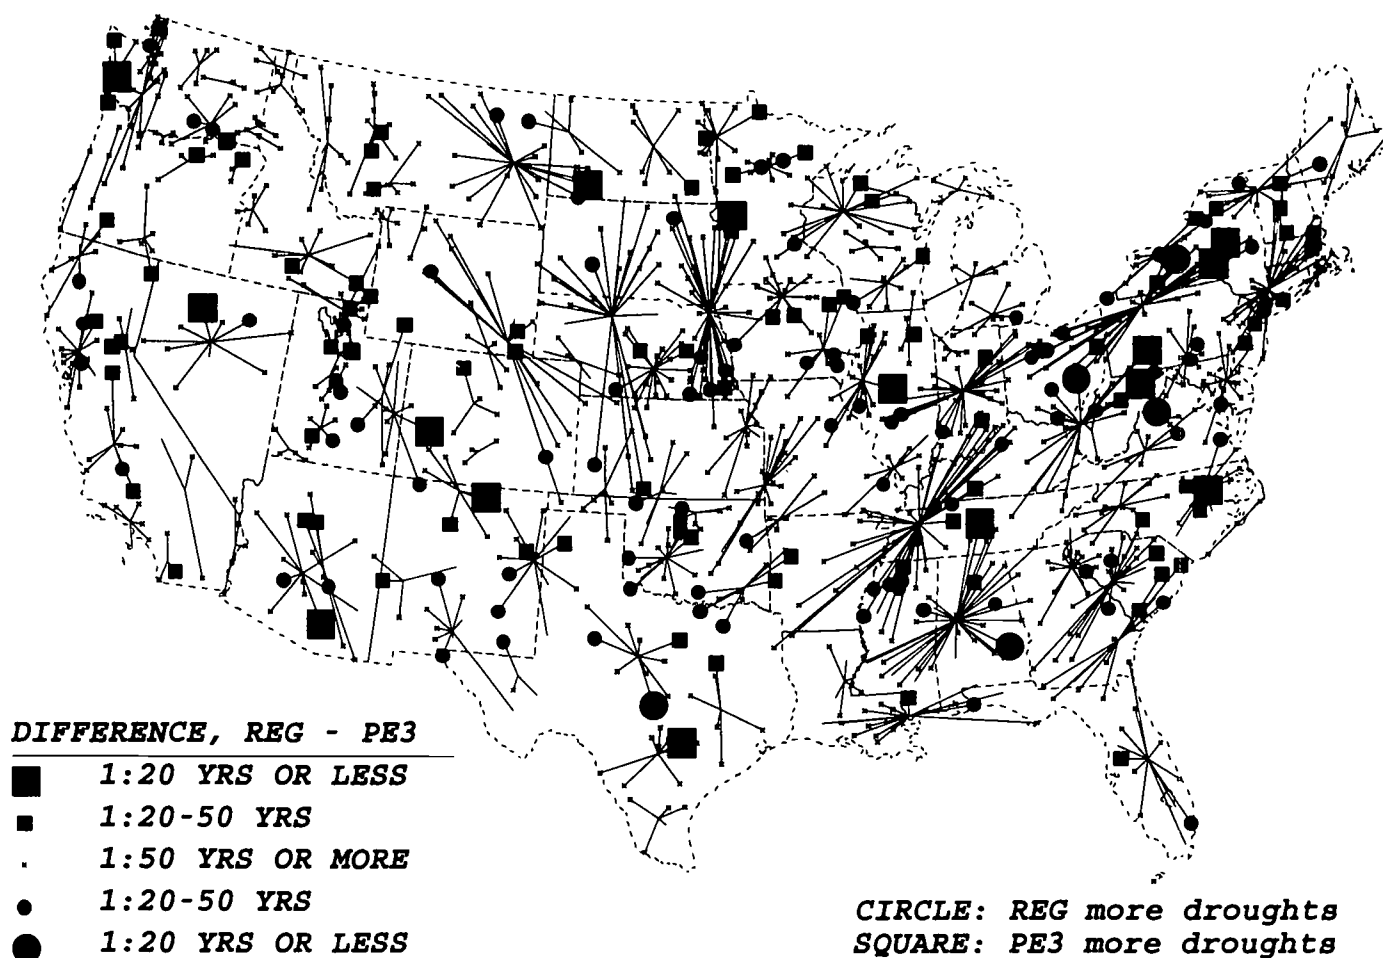 DIFFERENCE, REG - PE3
1:20 YRS OR LESS
1:20-50 YRS
1:50 YRS OR MORE
1:20-50 YRS
1:20 YRS OR LESS
CIRCLE: REG more droughts
SQUARE: PE3 more droughts